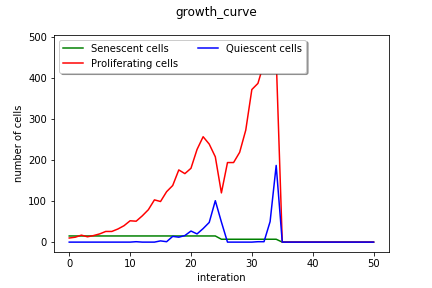 growth_curve
Senescent cells
Proliferating cells
Quiescent cells
number of cells
500
400
300
200
100
0
0 10 20 30 40 50
interation